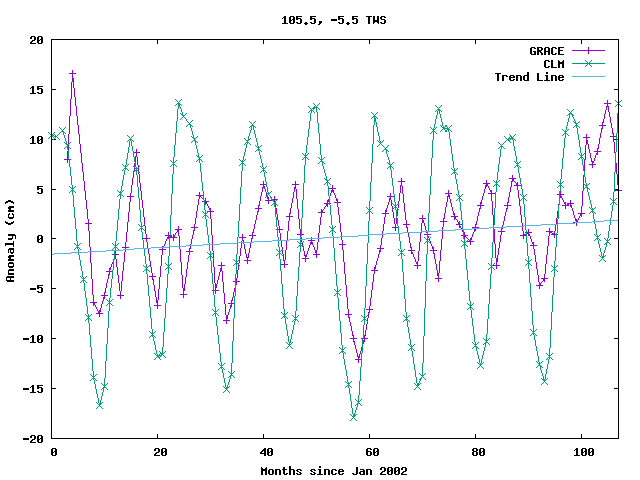 105.5, -5.5 TWS
GRACE
CLM
Trend Line
20
15
10
5
0
-5
-10
-15
-20
Anomaly (cm)
0 20 40 60 80 100
Months since Jan 2002